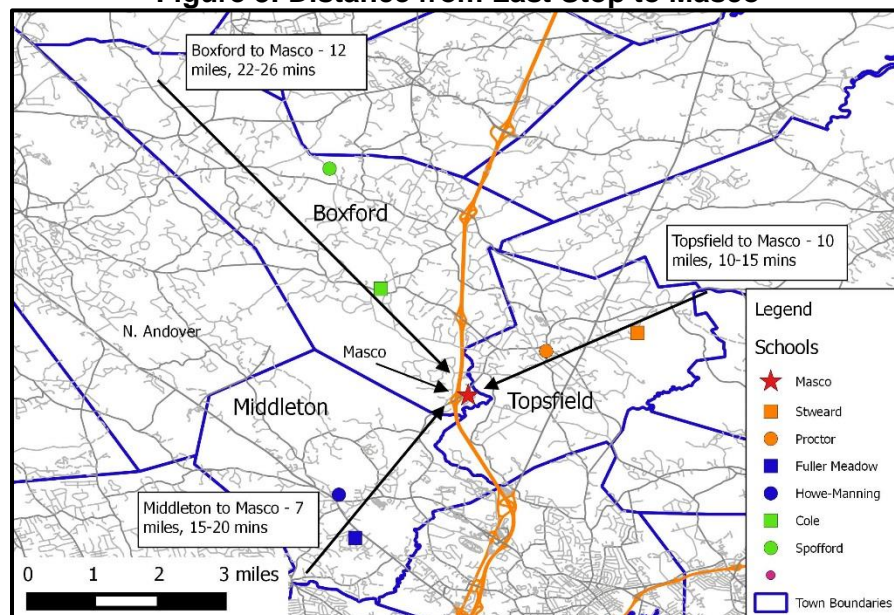 Figure Distance from Last Stop to Masco
Boxford to Masco - 12
miles, 22-26 mins
Boxford
Topsfield to Masco - 10
miles, 10-15 mins
N. Andover
Masco
Middleton
Topsfield
Middleton to Masco - 7
miles, 15-20 mins
0 1 2 3 miles
Legend
Schools
Masco
Stweard
Proctor
Fuller Meadow
Howe-Manning
Cole
Spofford
Town Boundaries